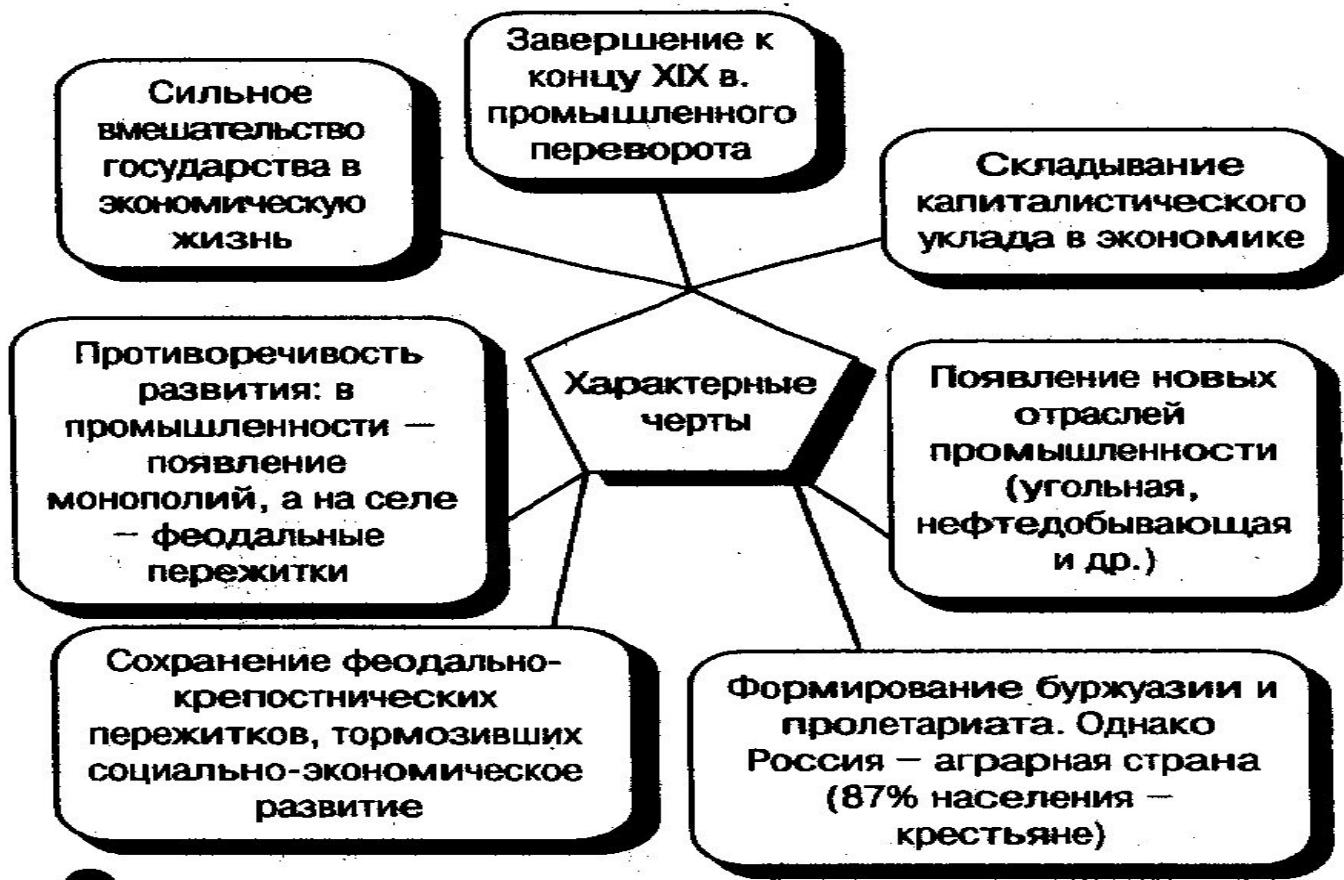 Завершение к
концу XIX в.
промышленного
переворота
Сильное
вмешательство
государства в
экономическую
жизнь
Складывание
капиталистического
уклада в экономике
Противоречивость
развития: в
промышленности —
появление
монополий, а на селе
— феодальные
пережитки
Характерные
черты
Появление новых
отраслей
промышленности
(угольная,
нефтедобывающая
и др.)
Сохранение феодально-
крепостнических
пережитков, тормозивших
социально-экономическое
развитие
Формирование буржуазии и
пролетариата. Однако
Россия — аграрная страна
(87% населения —
крестьяне)